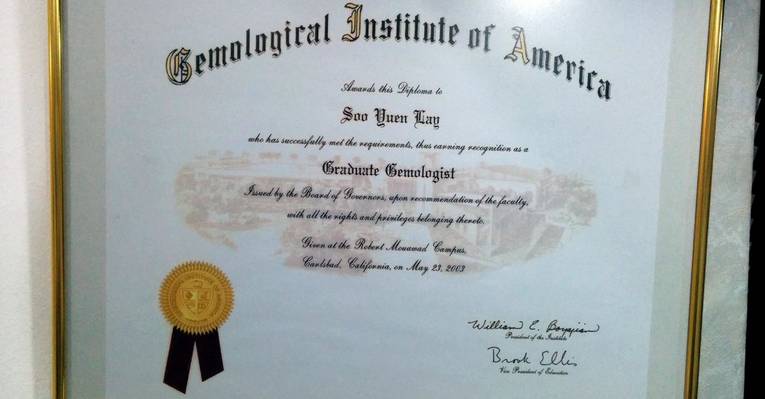 Gemological Institute of America
Awards this Diploma to
Soo Yuen Lay
who has successfully met the requirements, thus earning recognition as a
Graduate Gemologist
Issued by the Board of Governors, upon recommendation of the faculty,
with all the rights and privileges belonging thereto.
Given at the Robert Mouawad Campus,
Carlsbad, California, on May 23, 2003
William E. Boyajian
President of the Institute
Brook Ellis
Vice President of Education